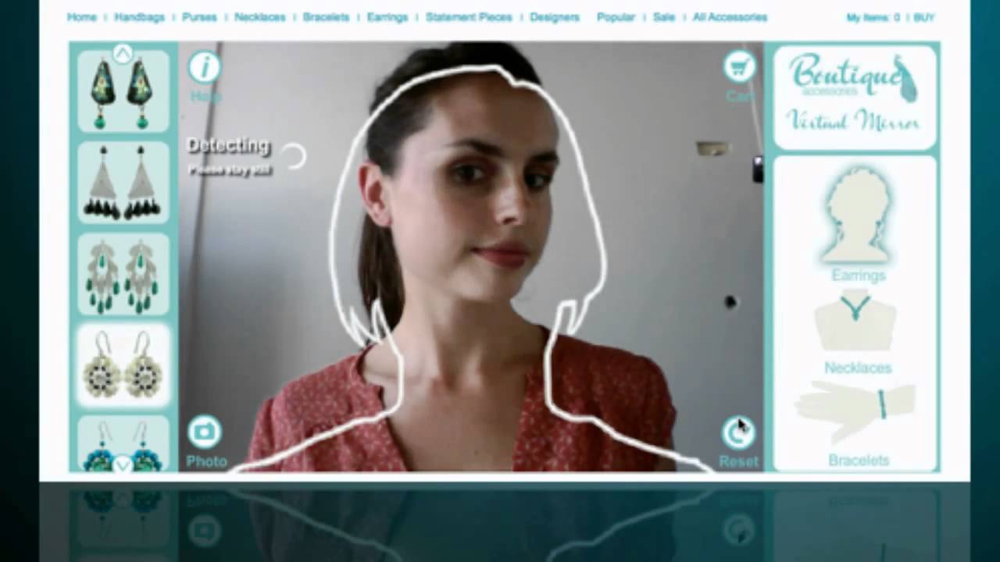 Home | Handbags | Purses | Necklaces | Bracelets | Earrings | Statement Pieces | Designers Popular | Sale | All Accessories My Items: 0 | BUY
i
Help
Cart
Boutique
accessories
Virtual Mirror
Detecting
Please stay still
Earrings
Necklaces
Photo
Reset
Bracelets